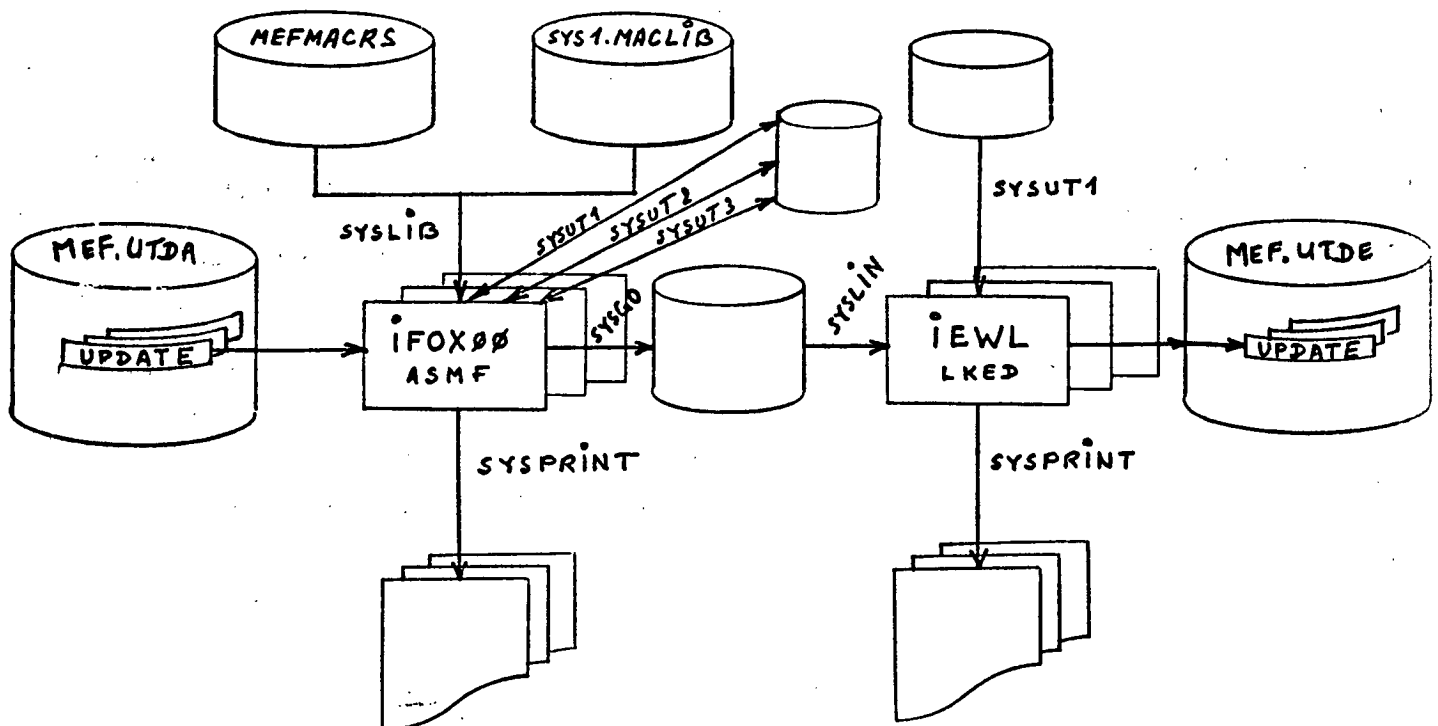 MEFMACRS
SYS1.MACLIB
SYSUT1
SYSUT2
SYSUT3
SYSUT1
SYSLIB
MEF.UTDA
UPDATE
IFOX00
ASMF
SYSGO
SYSLIN
IEWL
LKED
MEF.UTDE
UPDATE
SYSPRINT
SYSPRINT